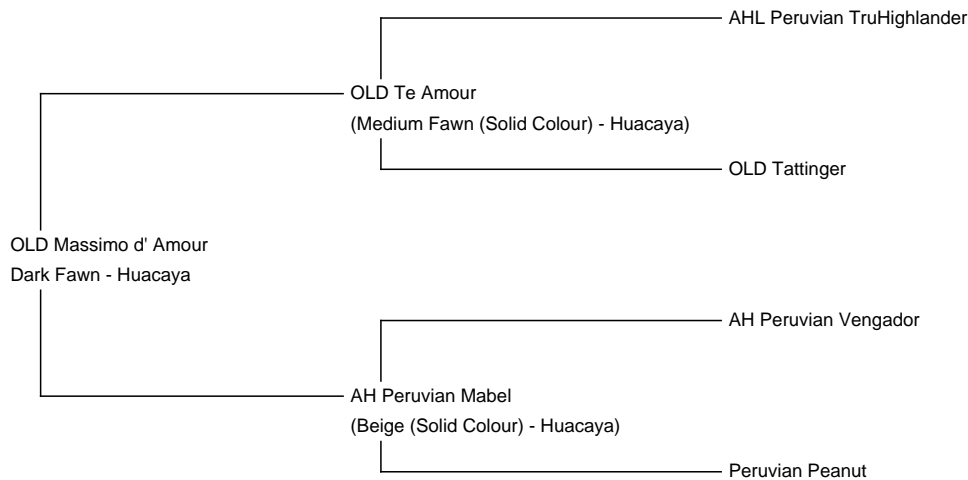 AHL Peruvian TruHighlander
OLD Te Amour
(Medium Fawn (Solid Colour) - Huacaya)
OLD Tattinger
OLD Massimo d' Amour
Dark Fawn - Huacaya
AH Peruvian Vengador
AH Peruvian Mabel
(Beige (Solid Colour) - Huacaya)
Peruvian Peanut